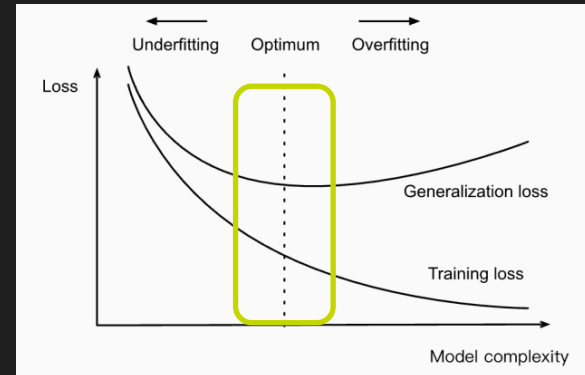 Underfitting Optimum Overfitting
Loss
Generalization loss
Training loss
Model complexity